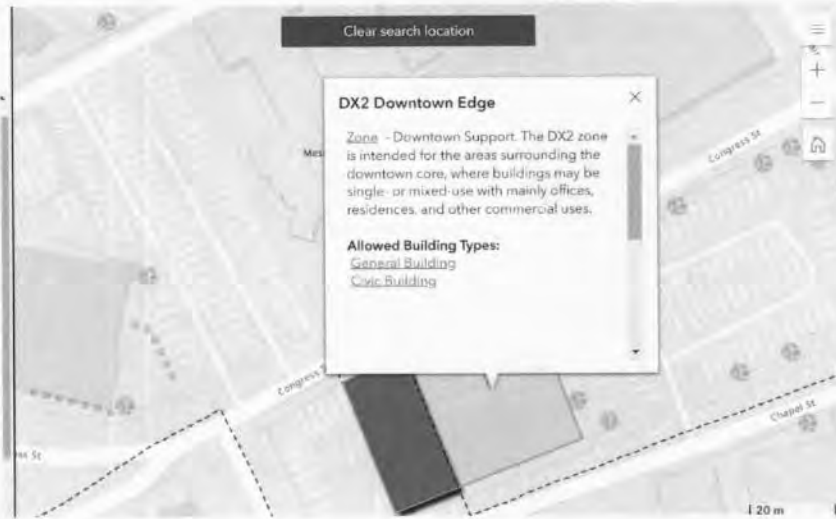 Clear search location
DX2 Downtown Edge
Zone - Downtown Support. The DX2 zone
is intended for the areas surrounding the
downtown core, where buildings may be
single- or mixed-use with mainly offices,
residences, and other commercial uses.
Allowed Building Types:
General Building
Civic Building
Mes
Congress St
Congress S
ss St
Chapel St
20 m